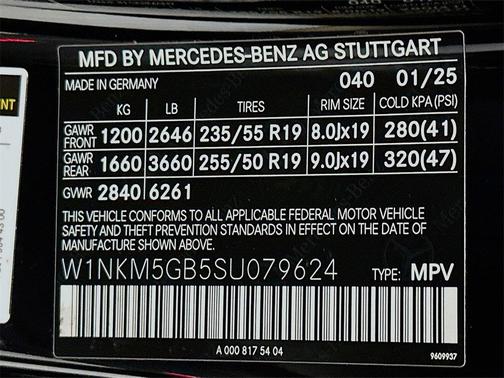 MFD BY MERCEDES-BENZ AG STUTTGART
MADE IN GERMANY 040 01/25
KG LB TIRES RIM SIZE COLD KPA (PSI)
GAWR FRONT 1200 2646 235/55 R19 8.0Jx19 280(41)
GAWR REAR 1660 3660 255/50 R19 9.0Jx19 320(47)
GVWR 2840 6261
THIS VEHICLE CONFORMS TO ALL APPLICABLE FEDERAL MOTOR VEHICLE
SAFETY AND THEFT PREVENTION STANDARDS IN EFFECT ON THE DATE
OF MANUFACTURE SHOWN ABOVE.
W1NKM5GB5SU079624 TYPE: MPV
A 000 817 54 04
9609937